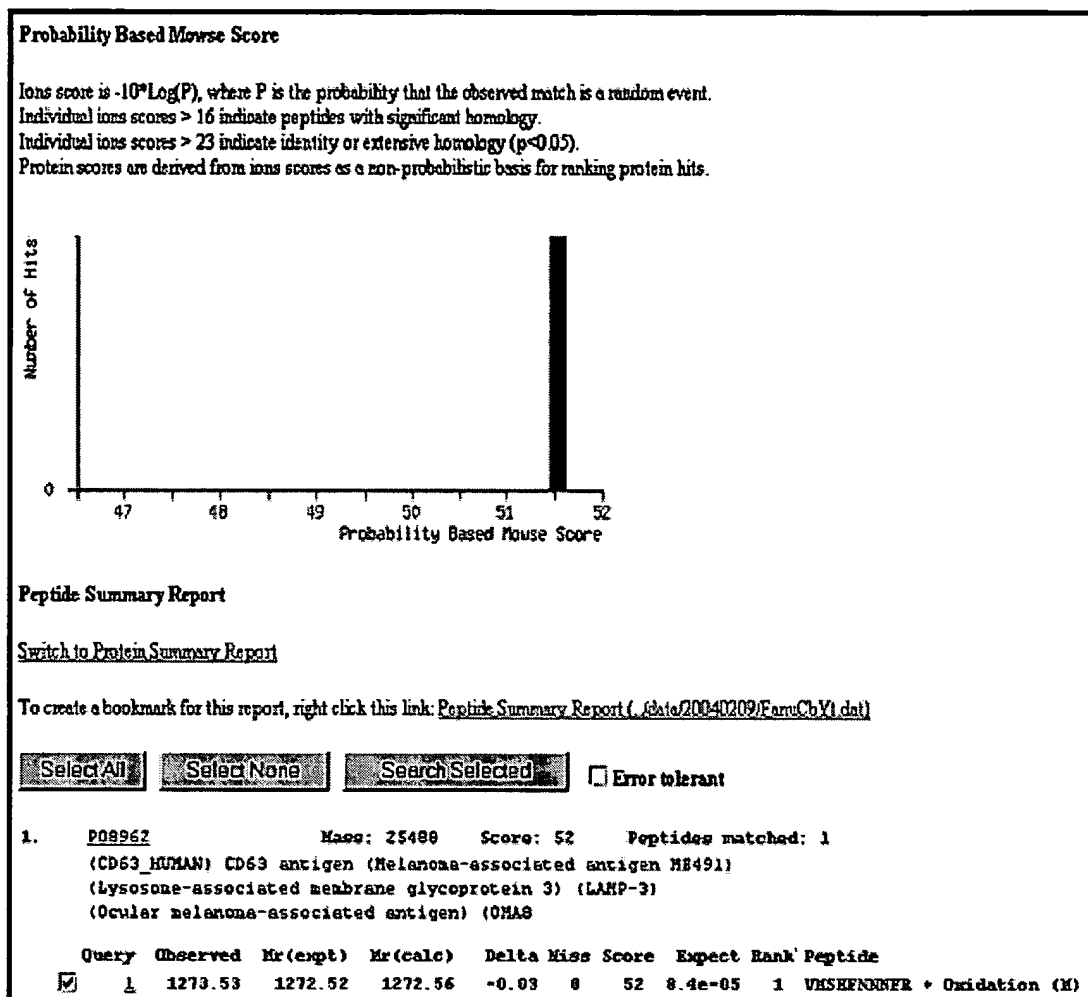 Probability Based Mowse Score
Ions score is -10*Log(P), where P is the probability that the observed match is a random event.
Individual ions scores > 16 indicate peptides with significant homology.
Individual ions scores > 23 indicate identity or extensive homology (p<0.05).
Protein scores are derived from ions scores as a non-probabilistic basis for ranking protein hits.
Number of Hits
0
47 48 49 50 51 52
Probability Based Mowse Score
Peptide Summary Report
Switch to Protein Summary Report
To create a bookmark for this report, right click this link: Peptide Summary Report
Select All Select None Search Selected Error tolerant
1. P08962 Mass: 25488 Score: 52 Peptides matched: 1
(CD63_HUMAN) CD63 antigen (Melanoma-associated antigen ME491)
(Lysosome-associated membrane glycoprotein 3) (LAMP-3)
(Ocular melanoma-associated antigen) (OMA8
Query Observed Mr(expt) Mr(calc) Delta Miss Score Expect Rank Peptide
1 1273.53 1272.52 1272.56 -0.03 0 52 8.4e-05 1 + Oxidation (M)